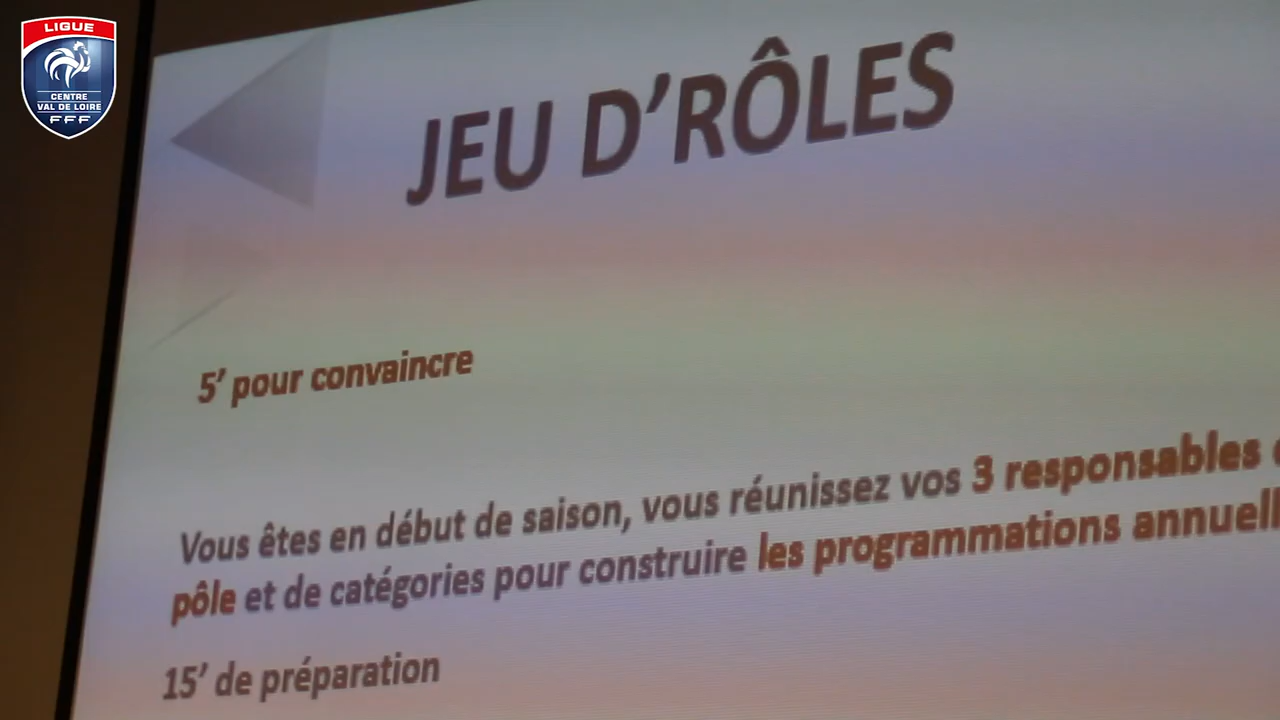 LIGUE
CENTRE
VAL DE LOIRE
FFF
JEU D’RÔLES
5’ pour convaincre
Vous êtes en début de saison, vous réunissez vos 3 responsables
pôle et de catégories pour construire les programmations
15’ de préparation